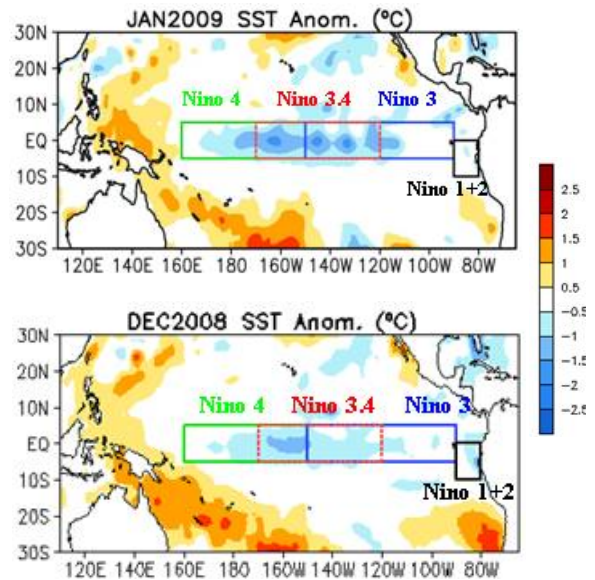 JAN2009 SST Anom. (ºC)
30N
20N
10N
EQ
10S
20S
30S
Nino 4 Nino 3.4 Nino 3
Nino 1+2
120E 140E 160E 180 160W 140W 120W 100W 80W
DEC2008 SST Anom. (ºC)
30N
20N
10N
EQ
10S
20S
30S
Nino 4 Nino 3.4 Nino 3
Nino 1+2
120E 140E 160E 180 160W 140W 120W 100W 80W
2.5
2
1.5
1
0.5
-0.5
-1
-1.5
-2
-2.5